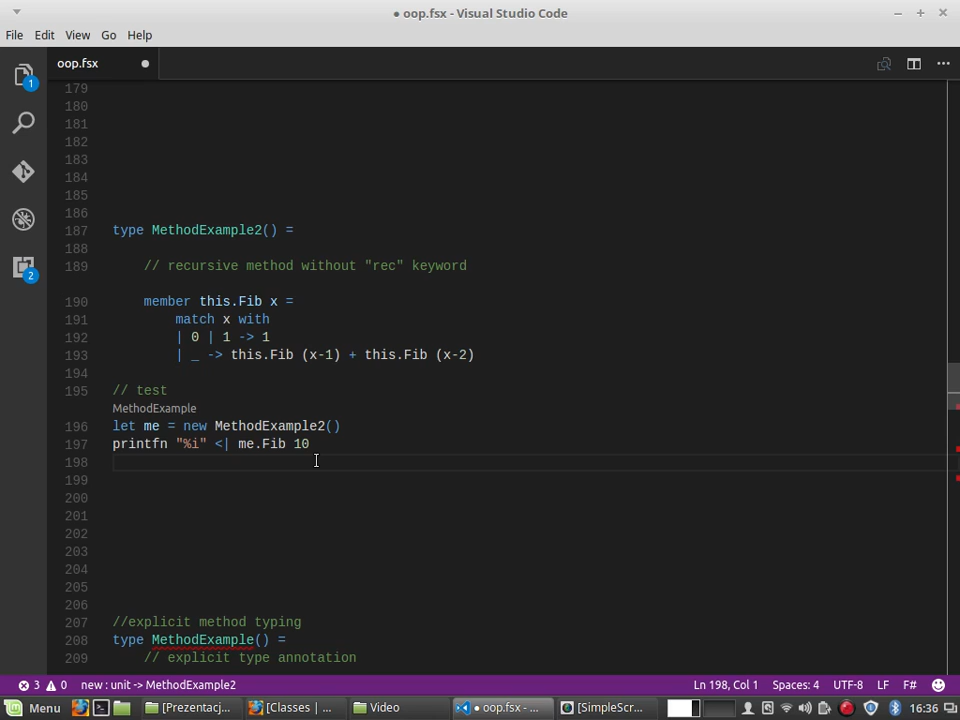 ● oop.fsx - Visual Studio Code
File Edit View Go Help
1
oop.fsx ●
2
179
180
181
182
183
184
185
186
187 type MethodExample2() =
188
189 // recursive method without "rec" keyword
190 member this.Fib x =
191 match x with
192 | 0 | 1 -> 1
193 | _ -> this.Fib (x-1) + this.Fib (x-2)
194
195 // test
MethodExample
196 let me = new MethodExample2()
197 printfn "%i" <| me.Fib 10
198
199
200
201
202
203
204
205
206
207 //explicit method typing
208 type MethodExample() =
209 // explicit type annotation
3 0 new : unit -> MethodExample2 Ln 198, Col 1 Spaces: 4 UTF-8 LF F#
Menu [Prezentacj... [Classes | ... Video ● oop.fsx - ... [SimpleScr... 16:36